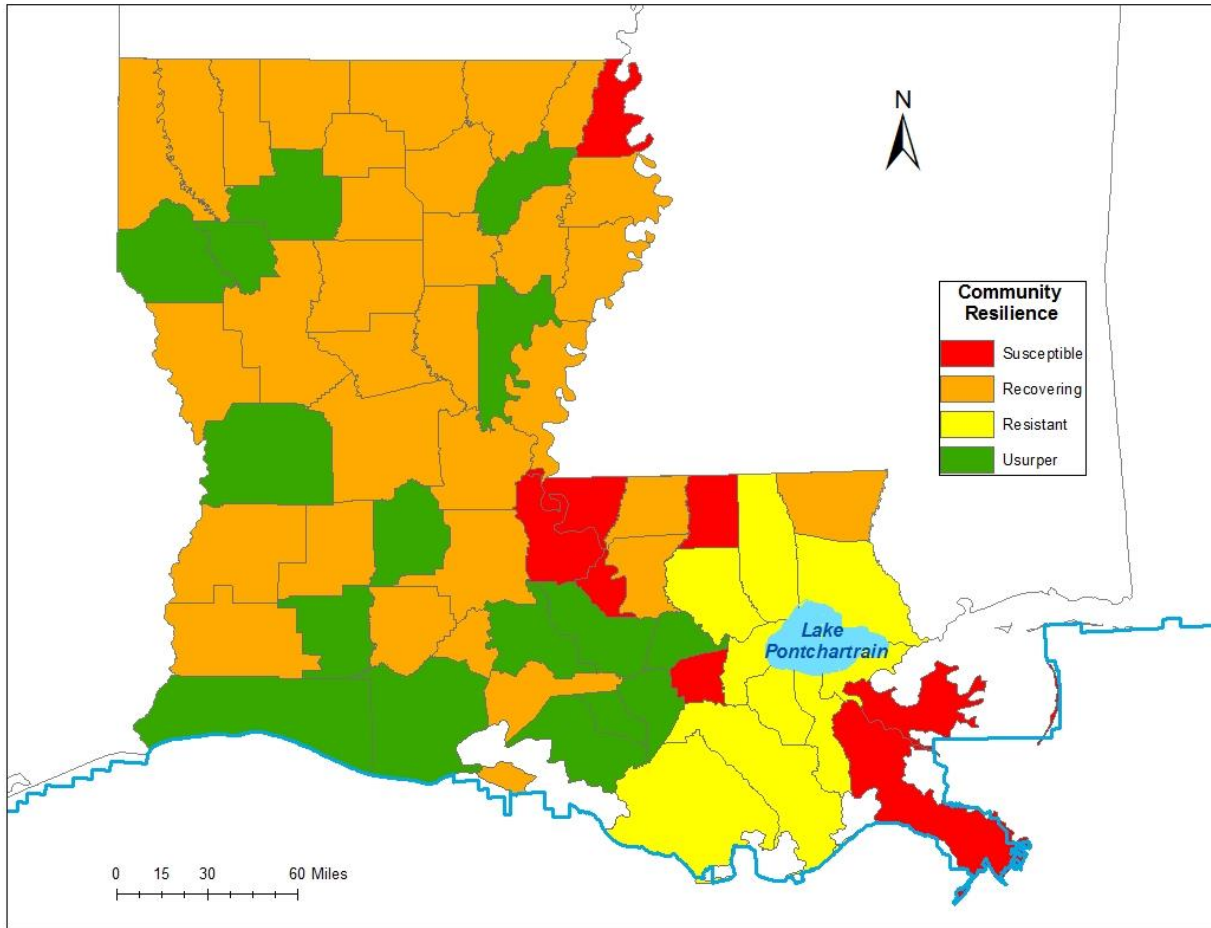 N
Community
Resilience
Susceptible
Recovering
Resistant
Usurper
Lake
Pontchartrain
0 15 30 60 Miles